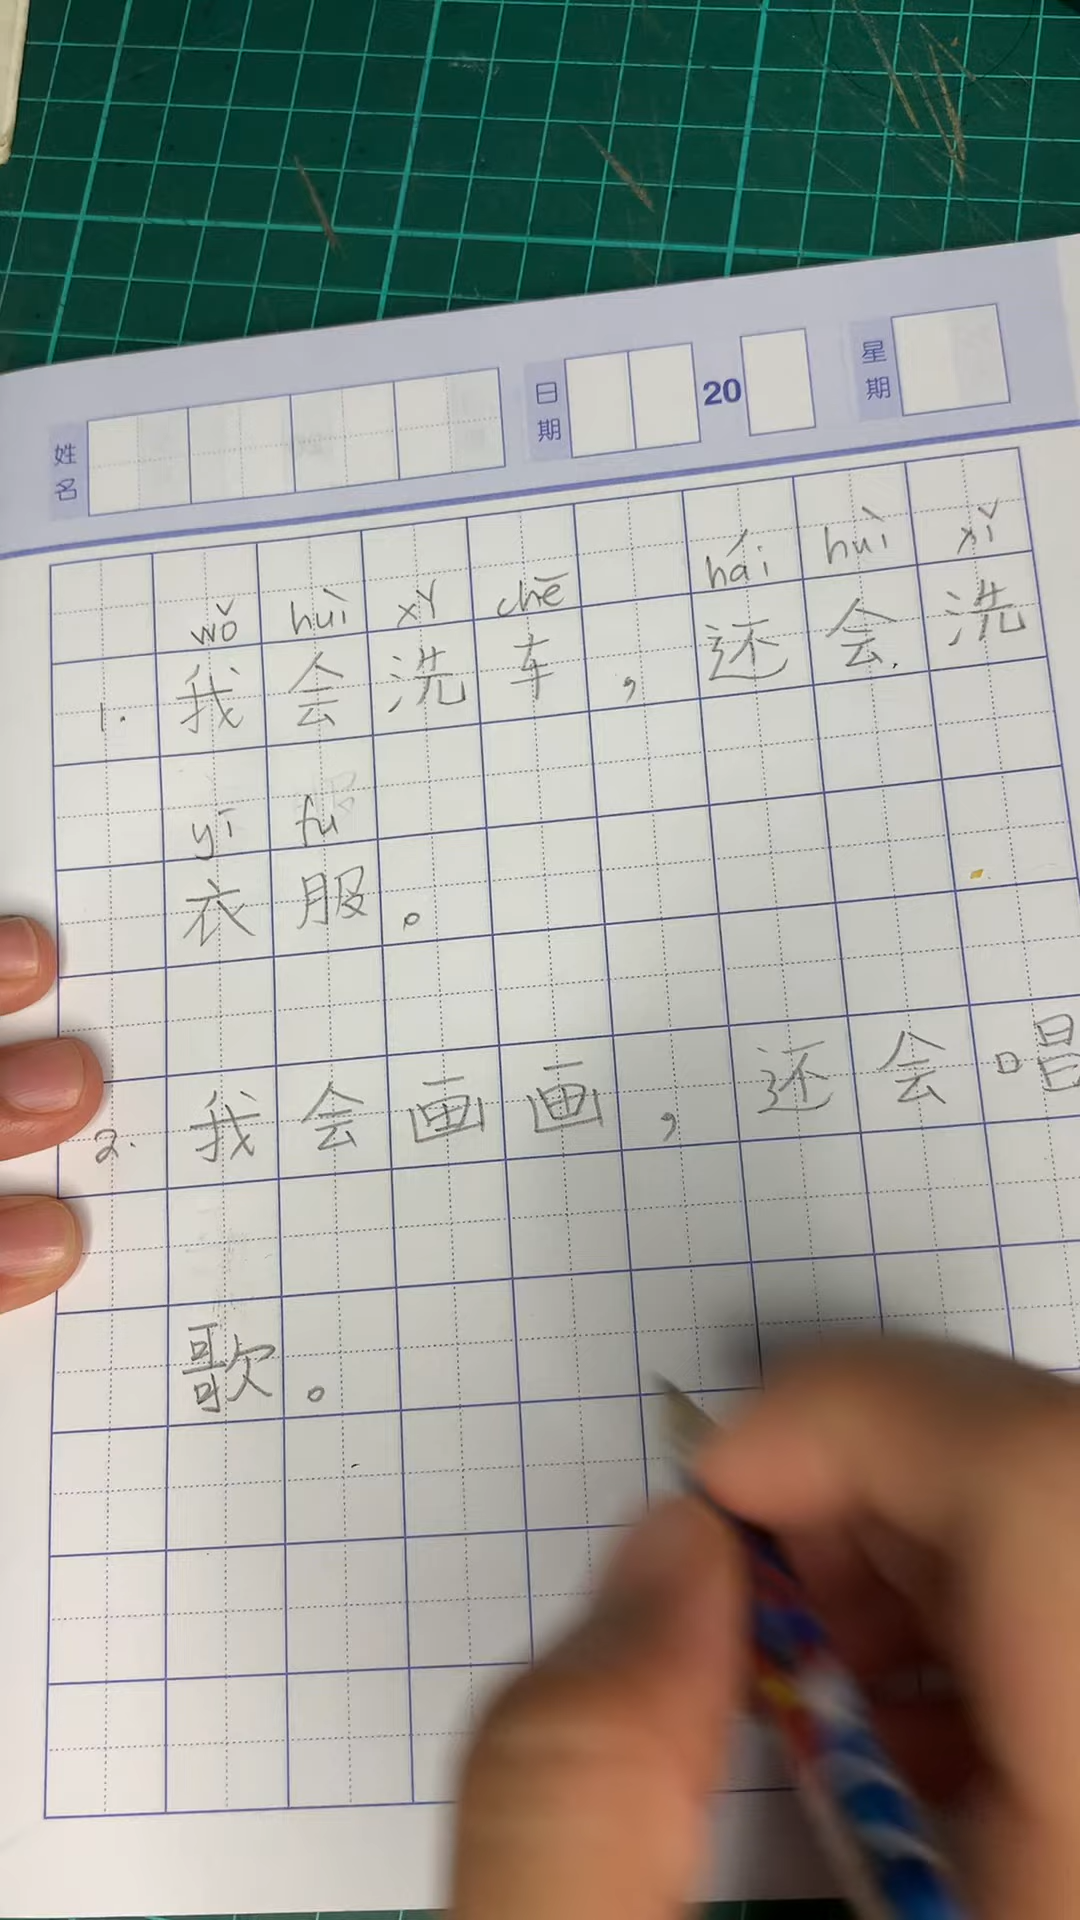 姓名 日期 20 星期
wǒ huì xǐ chē hái huì xǐ
1. 我会洗车，还会洗
yī fu
衣服。
2. 我会画画，还会唱
歌。